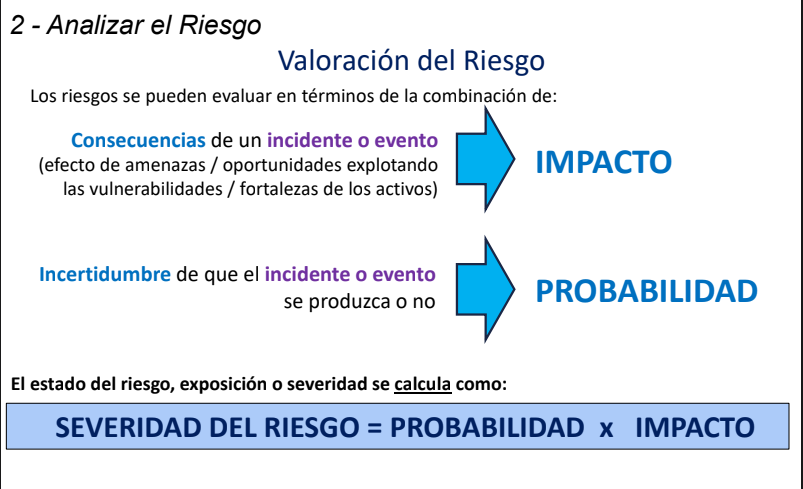 2 - Analizar el Riesgo
Valoración del Riesgo
Los riesgos se pueden evaluar en términos de la combinación de:
Consecuencias de un incidente o evento
(efecto de amenazas / oportunidades explotando
las vulnerabilidades / fortalezas de los activos)
IMPACTO
Incertidumbre de que el incidente o evento
se produzca o no
PROBABILIDAD
El estado del riesgo, exposición o severidad se calcula como:
SEVERIDAD DEL RIESGO = PROBABILIDAD x IMPACTO